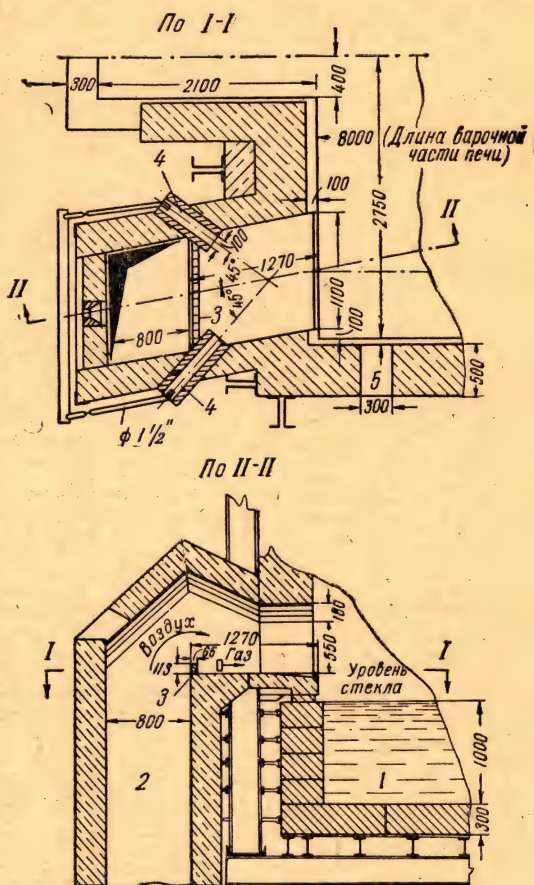 По I-I
300
2100
400
8000 (Длина варочной
части печи)
4
100
2750
II
100
1270
45°
45°
1100
II
3
800
100
5
500
4
300
ϕ 1 1/2"
По II-II
180
Воздух
1270
I
66
Газ
550
I
113
Уровень
стекла
3
800
1000
2
1
300